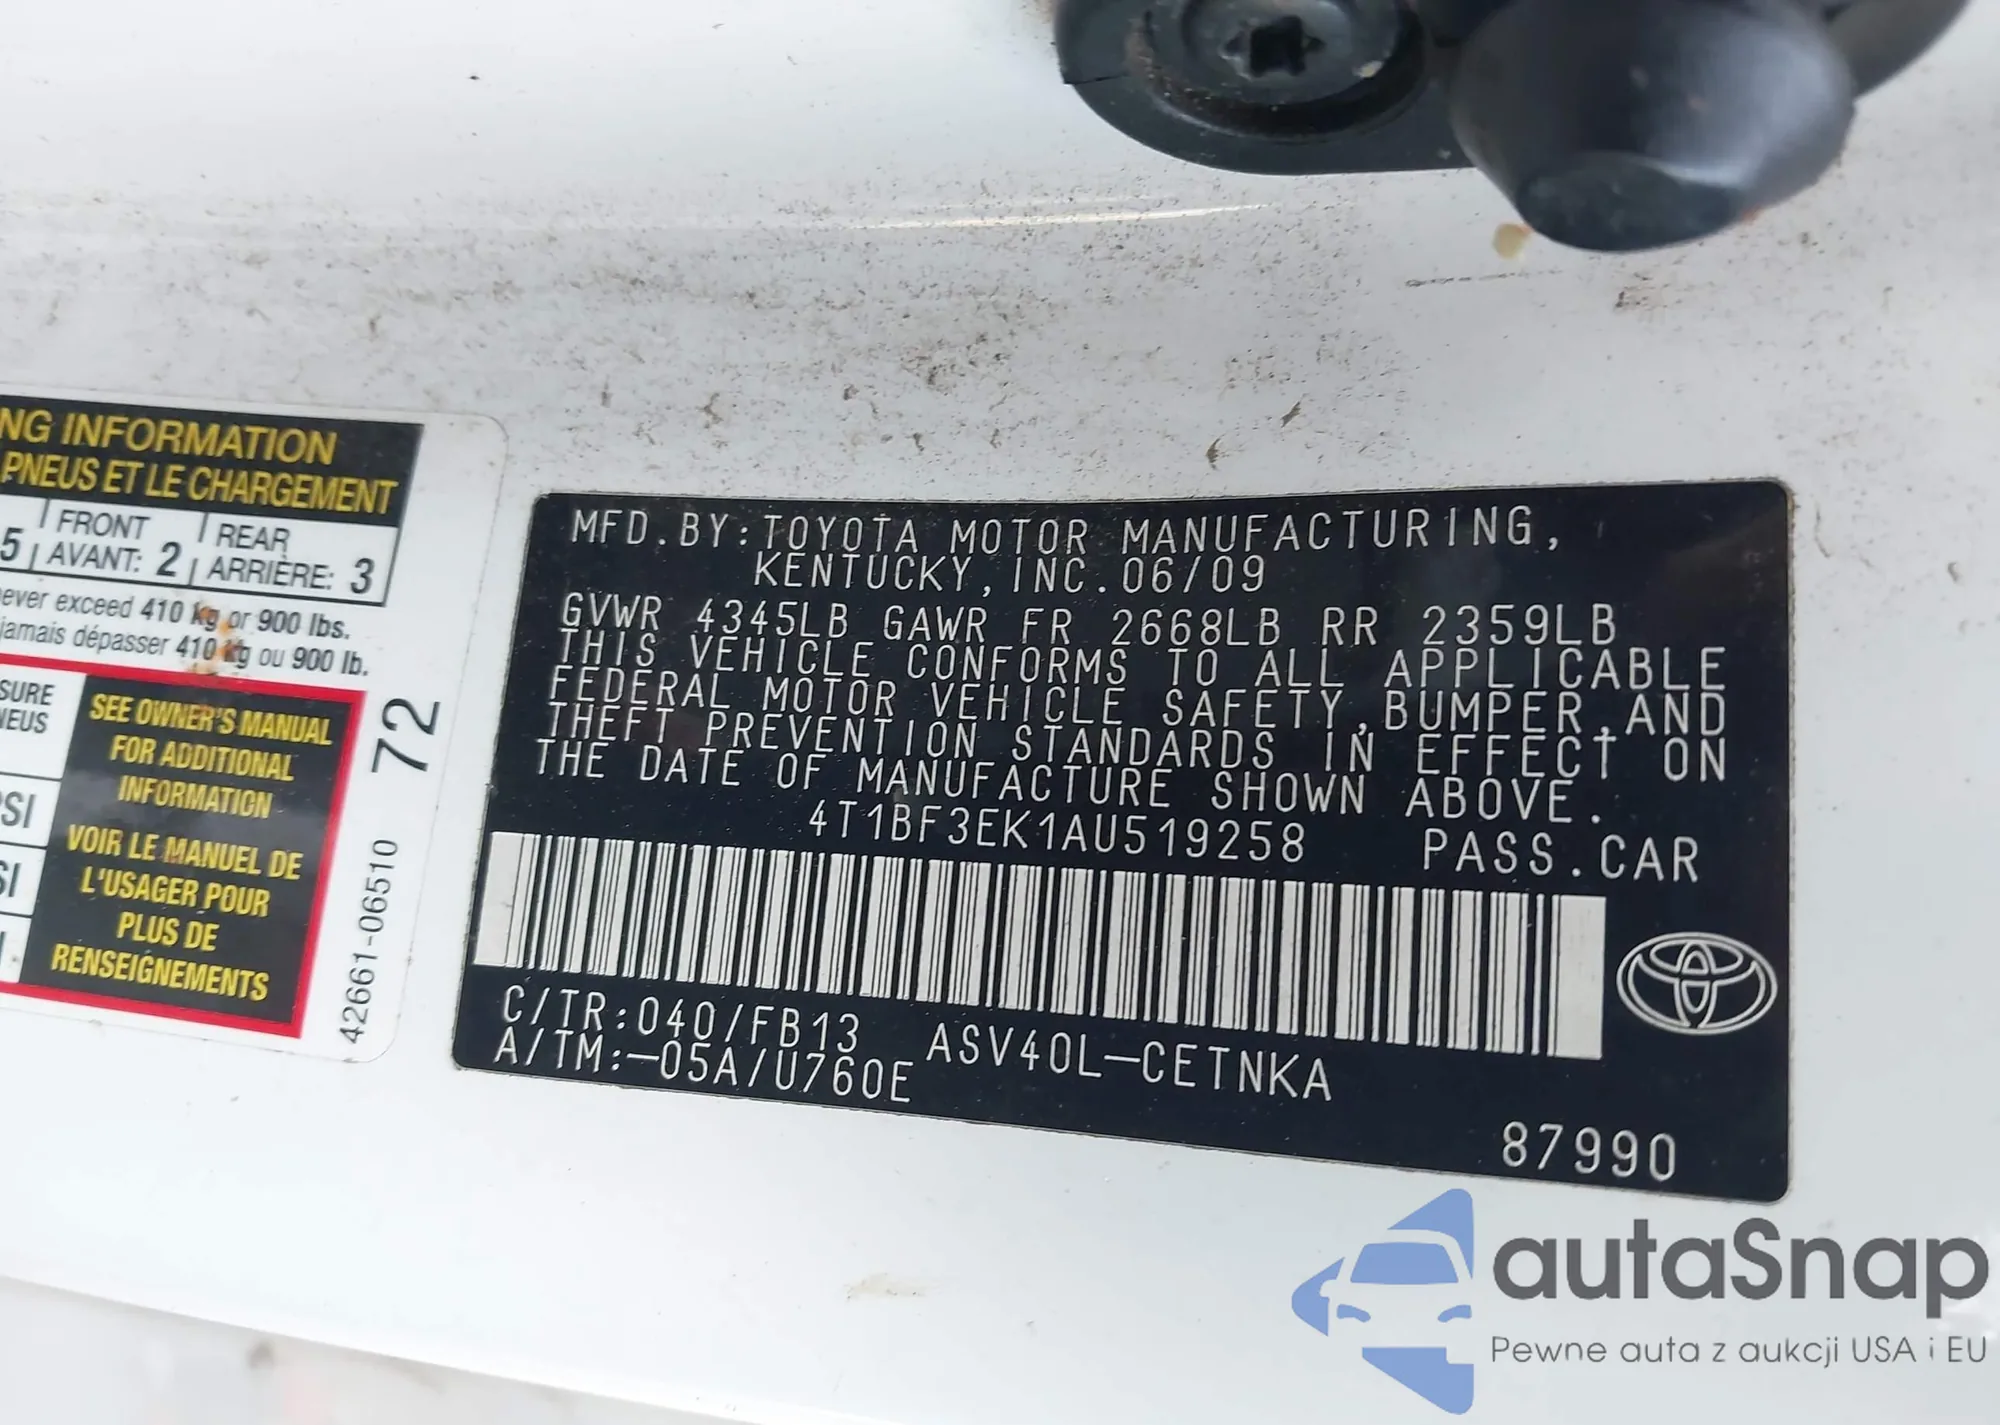 NG INFORMATION
PNEUS ET LE CHARGEMENT
5 FRONT REAR
AVANT: 2 ARRIÈRE: 3
ever exceed 410 kg or 900 lbs.
jamais dépasser 410 kg ou 900 lb.
SURE
NEUS
PSI
SI
SEE OWNER'S MANUAL
FOR ADDITIONAL
INFORMATION
VOIR LE MANUEL DE
L'USAGER POUR
PLUS DE
RENSEIGNEMENTS
72
42661-06510
MFD.BY:TOYOTA MOTOR MANUFACTURING,
KENTUCKY,INC.06/09
GVWR 4345LB GAWR FR 2668LB RR 2359LB
THIS VEHICLE CONFORMS TO ALL APPLICABLE
FEDERAL MOTOR VEHICLE SAFETY,BUMPER,AND
THEFT PREVENTION STANDARDS IN EFFECT ON
THE DATE OF MANUFACTURE SHOWN ABOVE.
4T1BF3EK1AU519258 PASS.CAR
C/TR:040/FB13 ASV40L-CETNKA
A/TM:-05A/U760E
87990
autaSnap
Pewne auta z aukcji USA i EU